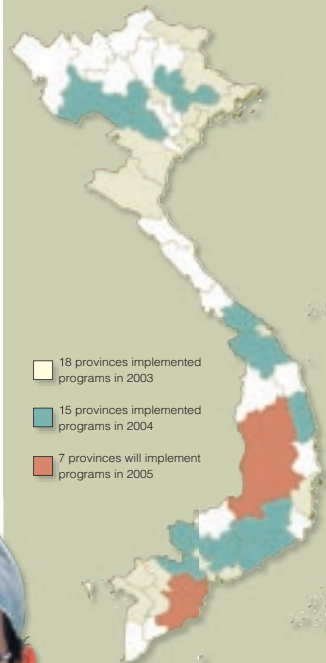 18 provinces implemented
programs in 2003
15 provinces implemented
programs in 2004
7 provinces will implement
programs in 2005